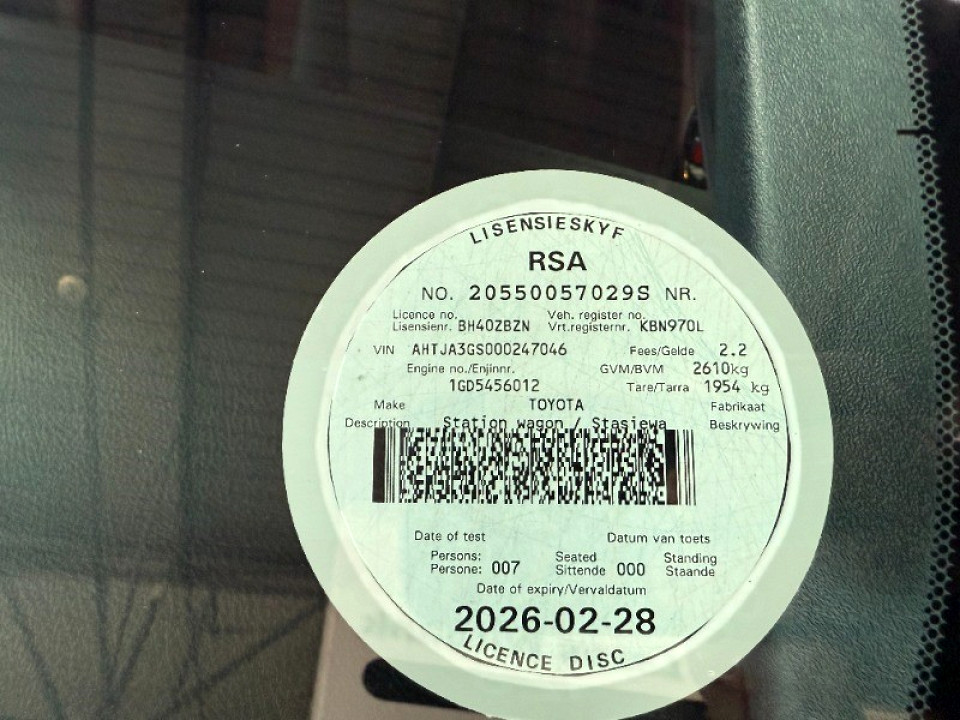 LISENSIESKYF
RSA
NO. 20550057029S NR.
Licence no. Veh. register no.
Lisensienr. BH40ZBZN Vrt.registernr. KBN970L
VIN AHTJA3GS000247046 Fees/Gelde 2.2
Engine no./Enjinnr. GVM/BVM 2610kg
1GD5456012 Tare/Tarra 1954 kg
Make TOYOTA Fabrikaat
Description Station wagon / Stasiewa Beskrywing
Date of test Datum van toets
Persons: Seated Standing
Persone: 007 Sittende 000 Staande
Date of expiry/Vervaldatum
2026-02-28
LICENCE DISC